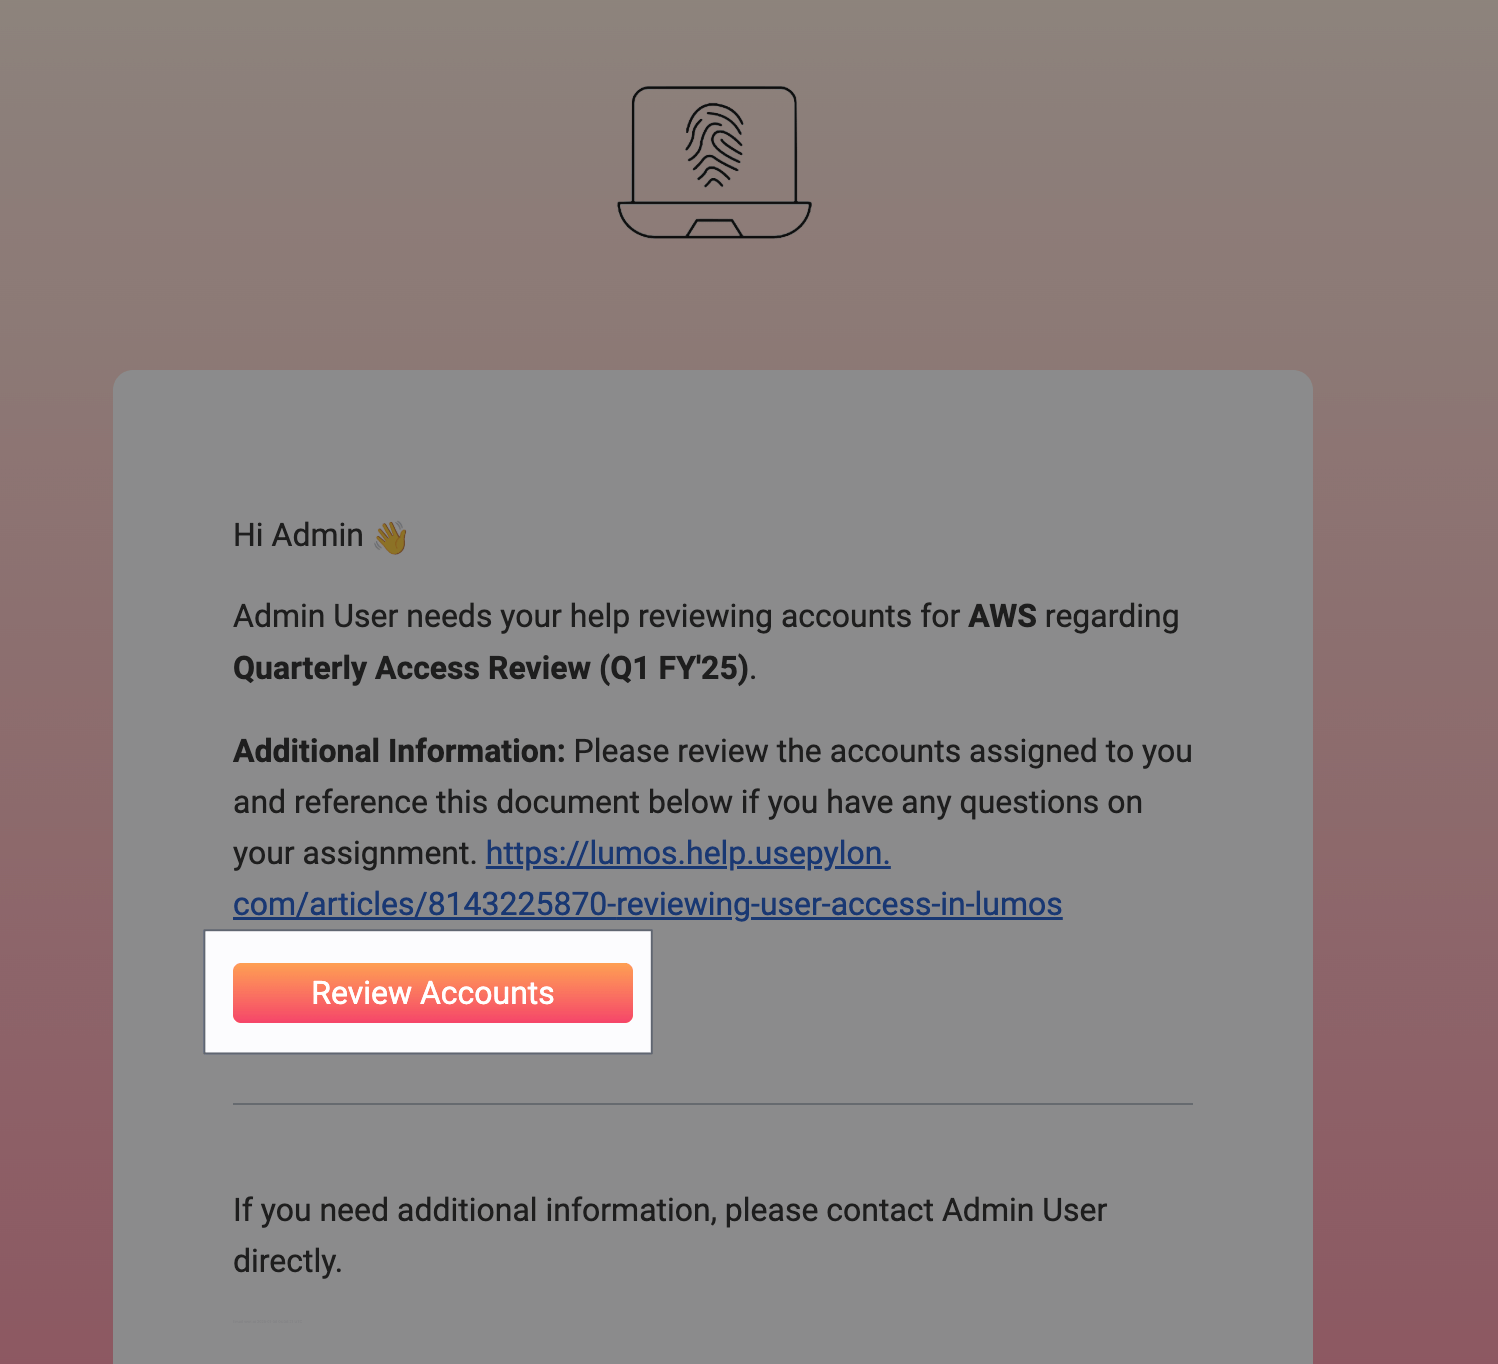 Hi Admin 👋
Admin User needs your help reviewing accounts for AWS regarding
Quarterly Access Review (Q1 FY'25).
Additional Information: Please review the accounts assigned to you
and reference this document below if you have any questions on
your assignment. https://lumos.help.usepylon.
com/articles/8143225870-reviewing-user-access-in-lumos
Review Accounts
If you need additional information, please contact Admin User
directly.